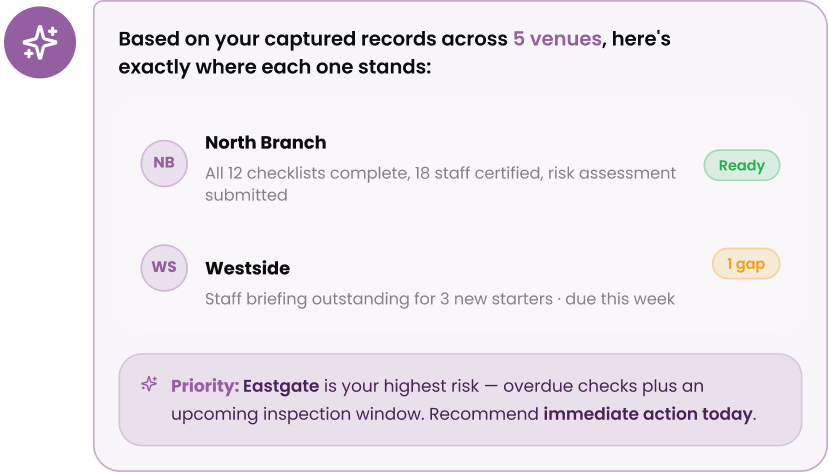 Based on your captured records across 5 venues, here's
exactly where each one stands:
NB
North Branch
All 12 checklists complete, 18 staff certified, risk assessment
submitted
Ready
WS
Westside
Staff briefing outstanding for 3 new starters · due this week
1 gap
Priority: Eastgate is your highest risk — overdue checks plus an
upcoming inspection window. Recommend immediate action today.